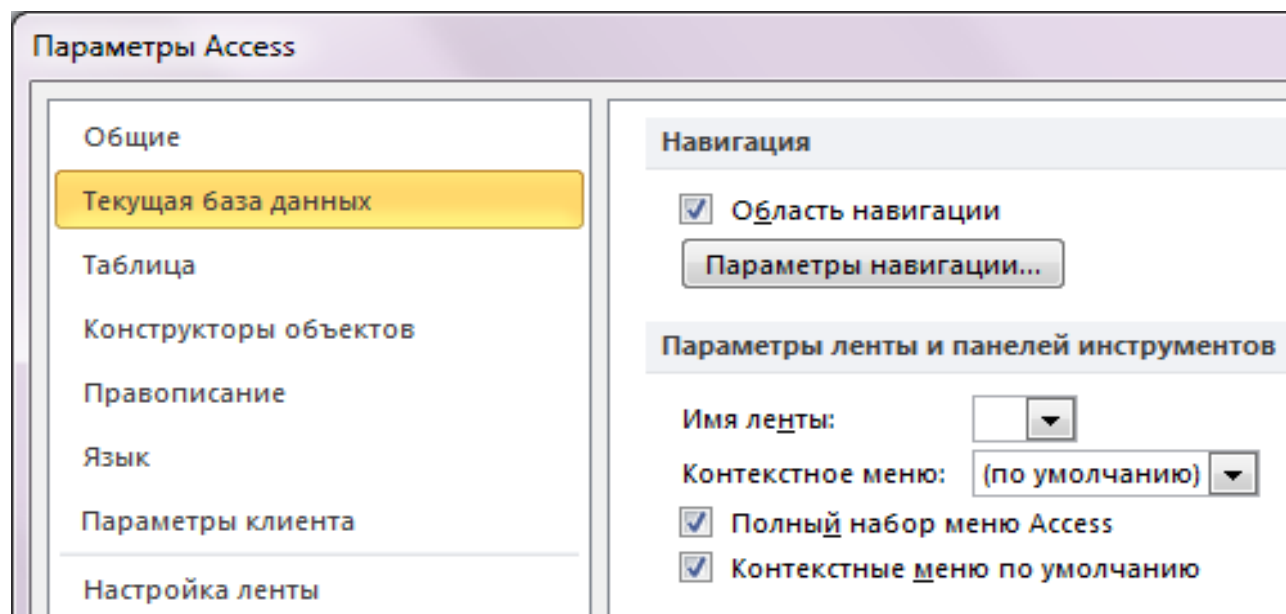 Параметры Access
Общие
Текущая база данных
Таблица
Конструкторы объектов
Правописание
Язык
Параметры клиента
Настройка ленты
Навигация
Область навигации
Параметры навигации...
Параметры ленты и панелей инструментов
Имя ленты:
Контекстное меню: (по умолчанию)
Полный набор меню Access
Контекстные меню по умолчанию